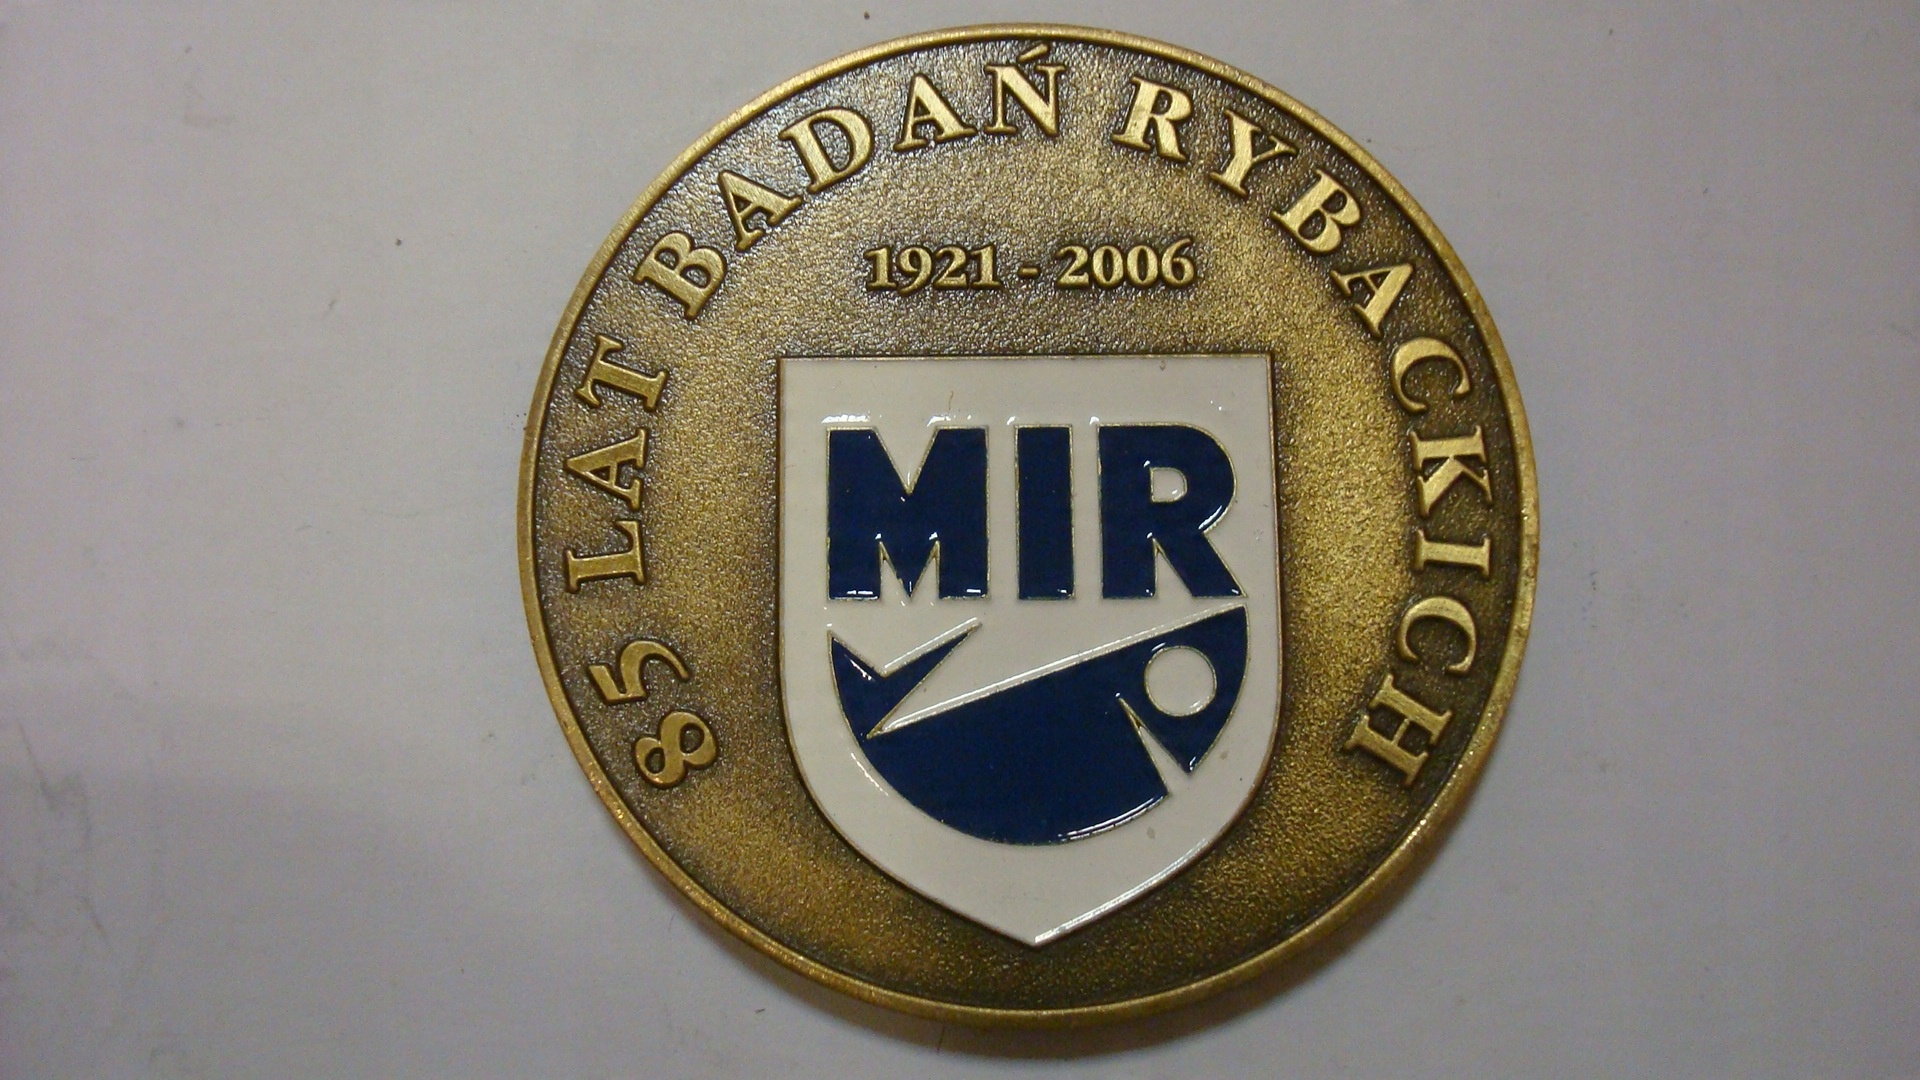 85 LAT BADAŃ RYBACKICH
1921 - 2006
MIR